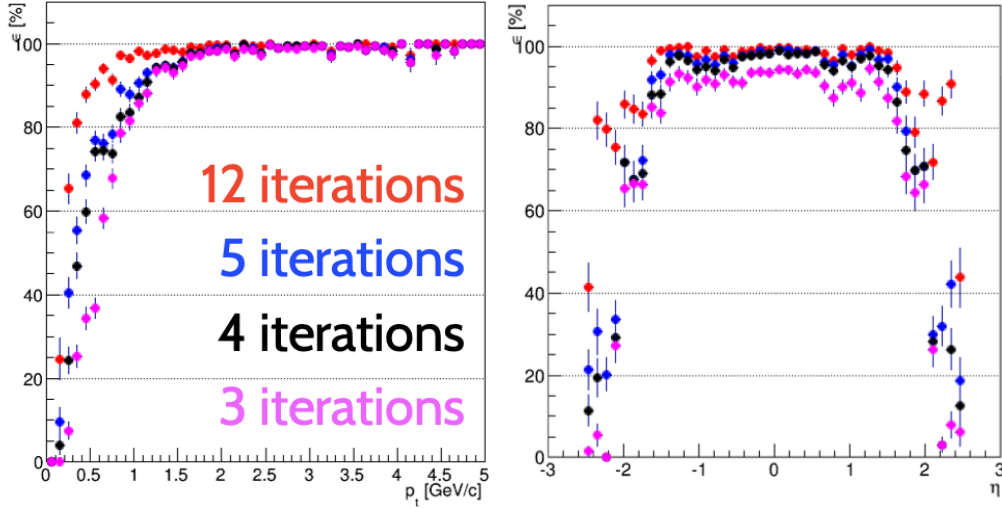 ε [%]
100
80
60
40
20
0
12 iterations
5 iterations
4 iterations
3 iterations
0 0.5 1 1.5 2 2.5 3 3.5 4 4.5 5
p_t [GeV/c]
ε [%]
100
80
60
40
20
0
-3 -2 -1 0 1 2 3
η